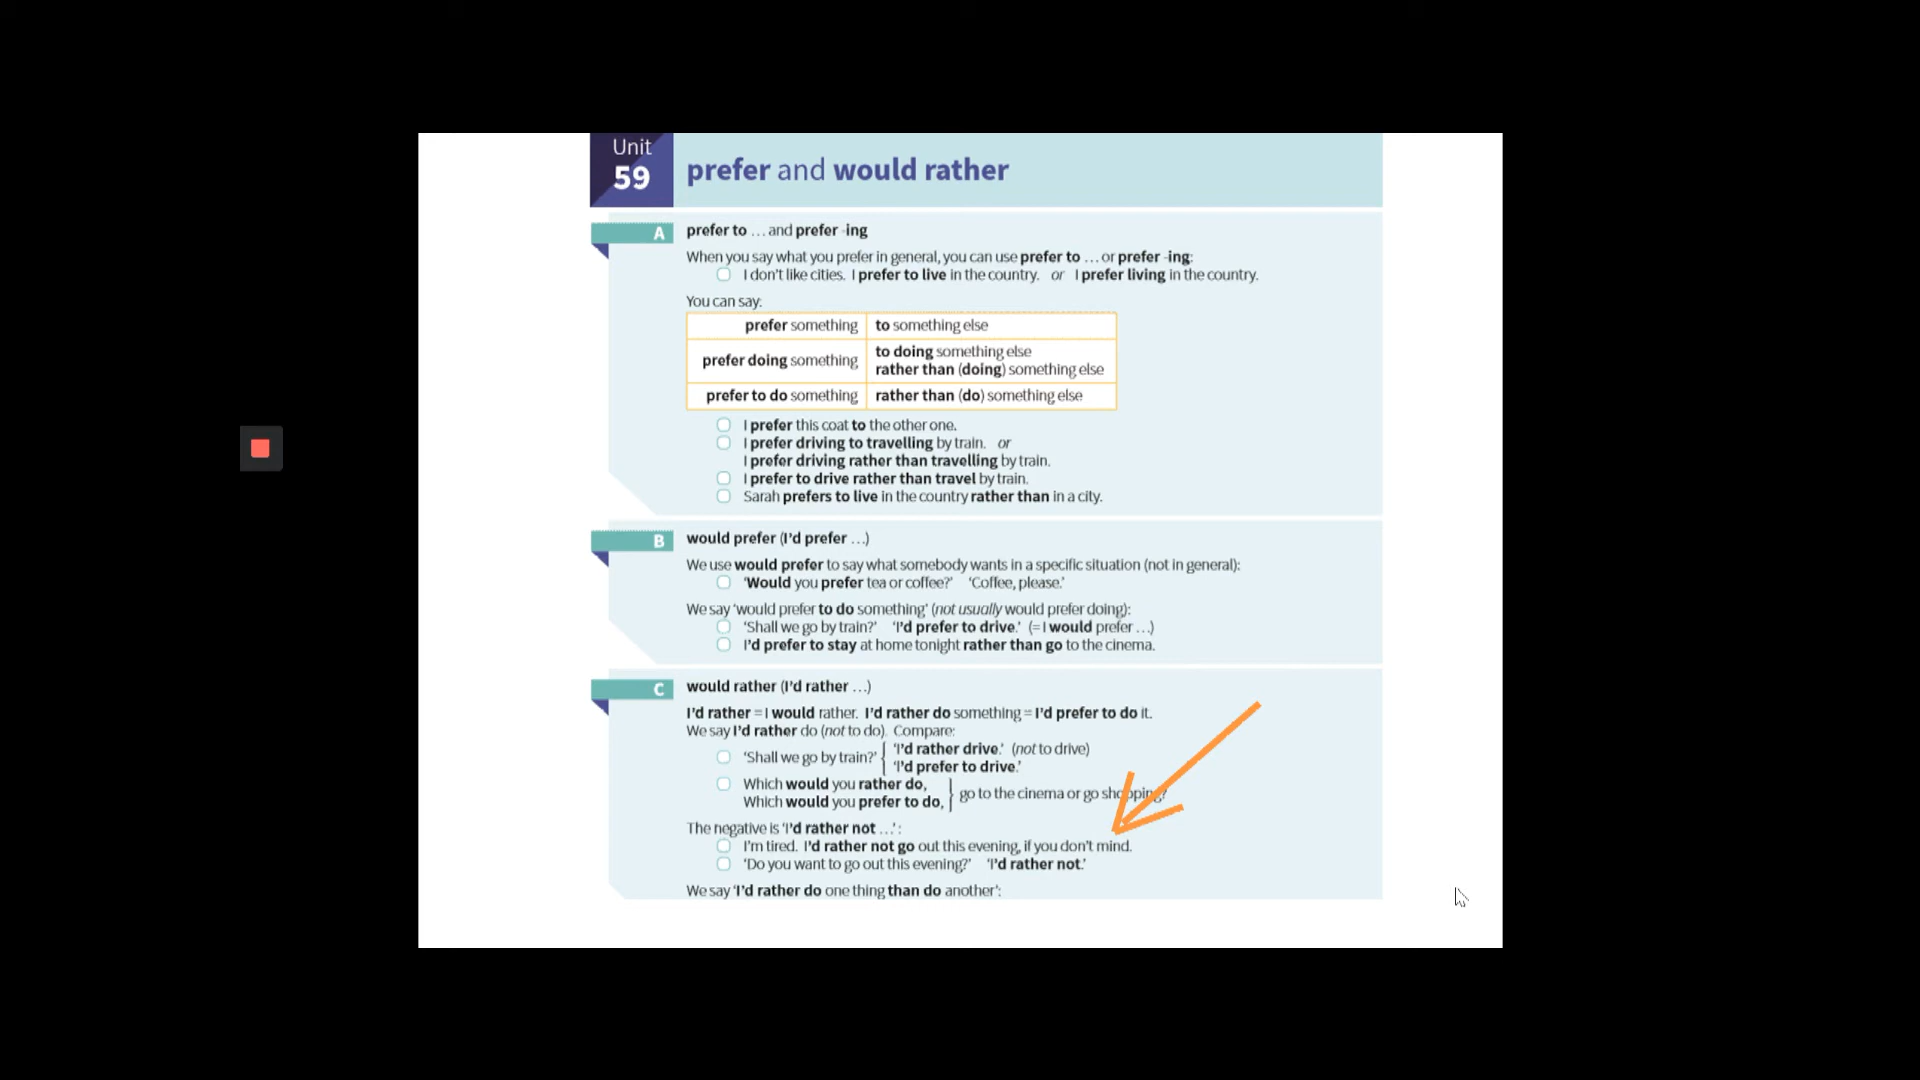 Unit
59
prefer and would rather
A
prefer to … and prefer -ing
When you say what you prefer in general, you can use prefer to … or prefer -ing:
I don't like cities. I prefer to live in the country. or I prefer living in the country.
You can say:
prefer something to something else
prefer doing something to doing something else
rather than (doing) something else
prefer to do something rather than (do) something else
I prefer this coat to the other one.
I prefer driving to travelling by train. or
I prefer driving rather than travelling by train.
I prefer to drive rather than travel by train.
Sarah prefers to live in the country rather than in a city.
B
would prefer (I'd prefer …)
We use would prefer to say what somebody wants in a specific situation (not in general):
'Would you prefer tea or coffee?' 'Coffee, please.'
We say 'would prefer to do something' (not usually would prefer doing):
'Shall we go by train?' 'I'd prefer to drive.' (= I would prefer …)
I'd prefer to stay at home tonight rather than go to the cinema.
C
would rather (I'd rather …)
I'd rather = I would rather. I'd rather do something = I'd prefer to do it.
We say I'd rather do (not to do). Compare:
'Shall we go by train?' { 'I'd rather drive.' (not to drive)
'I'd prefer to drive.'
Which would you rather do,
Which would you prefer to do, } go to the cinema or go shopping?
The negative is 'I'd rather not …':
I'm tired. I'd rather not go out this evening, if you don't mind.
'Do you want to go out this evening?' 'I'd rather not.'
We say 'I'd rather do one thing than do another':